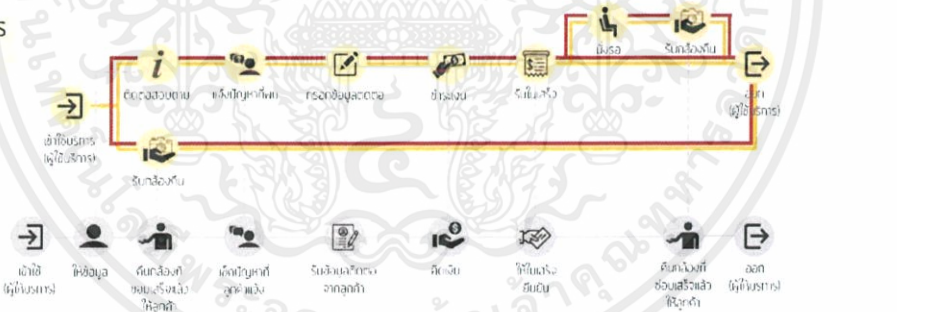 ร
ติดต่อสอบถาม
แจ้งปัญหาที่พบ
กรอกข้อมูลติดต่อ
ชำระเงิน
รับใบเสร็จ
นั่งรอ
รับกล้องคืน
ออก
(ผู้ใช้บริการ)
เข้าใช้บริการ
(ผู้ใช้บริการ)
รับกล้องคืน
เข้าใช้
(ผู้ให้บริการ)
ให้ข้อมูล
คืนกล้องที่
ซ่อมเสร็จแล้ว
ให้ลูกค้า
เช็คปัญหาที่
ลูกค้าแจ้ง
รับข้อมูลติดต่อ
จากลูกค้า
คิดเงิน
ให้ใบเสร็จ
ยืนยัน
คืนกล้องที่
ซ่อมเสร็จแล้ว
ให้ลูกค้า
ออก
(ผู้ให้บริการ)